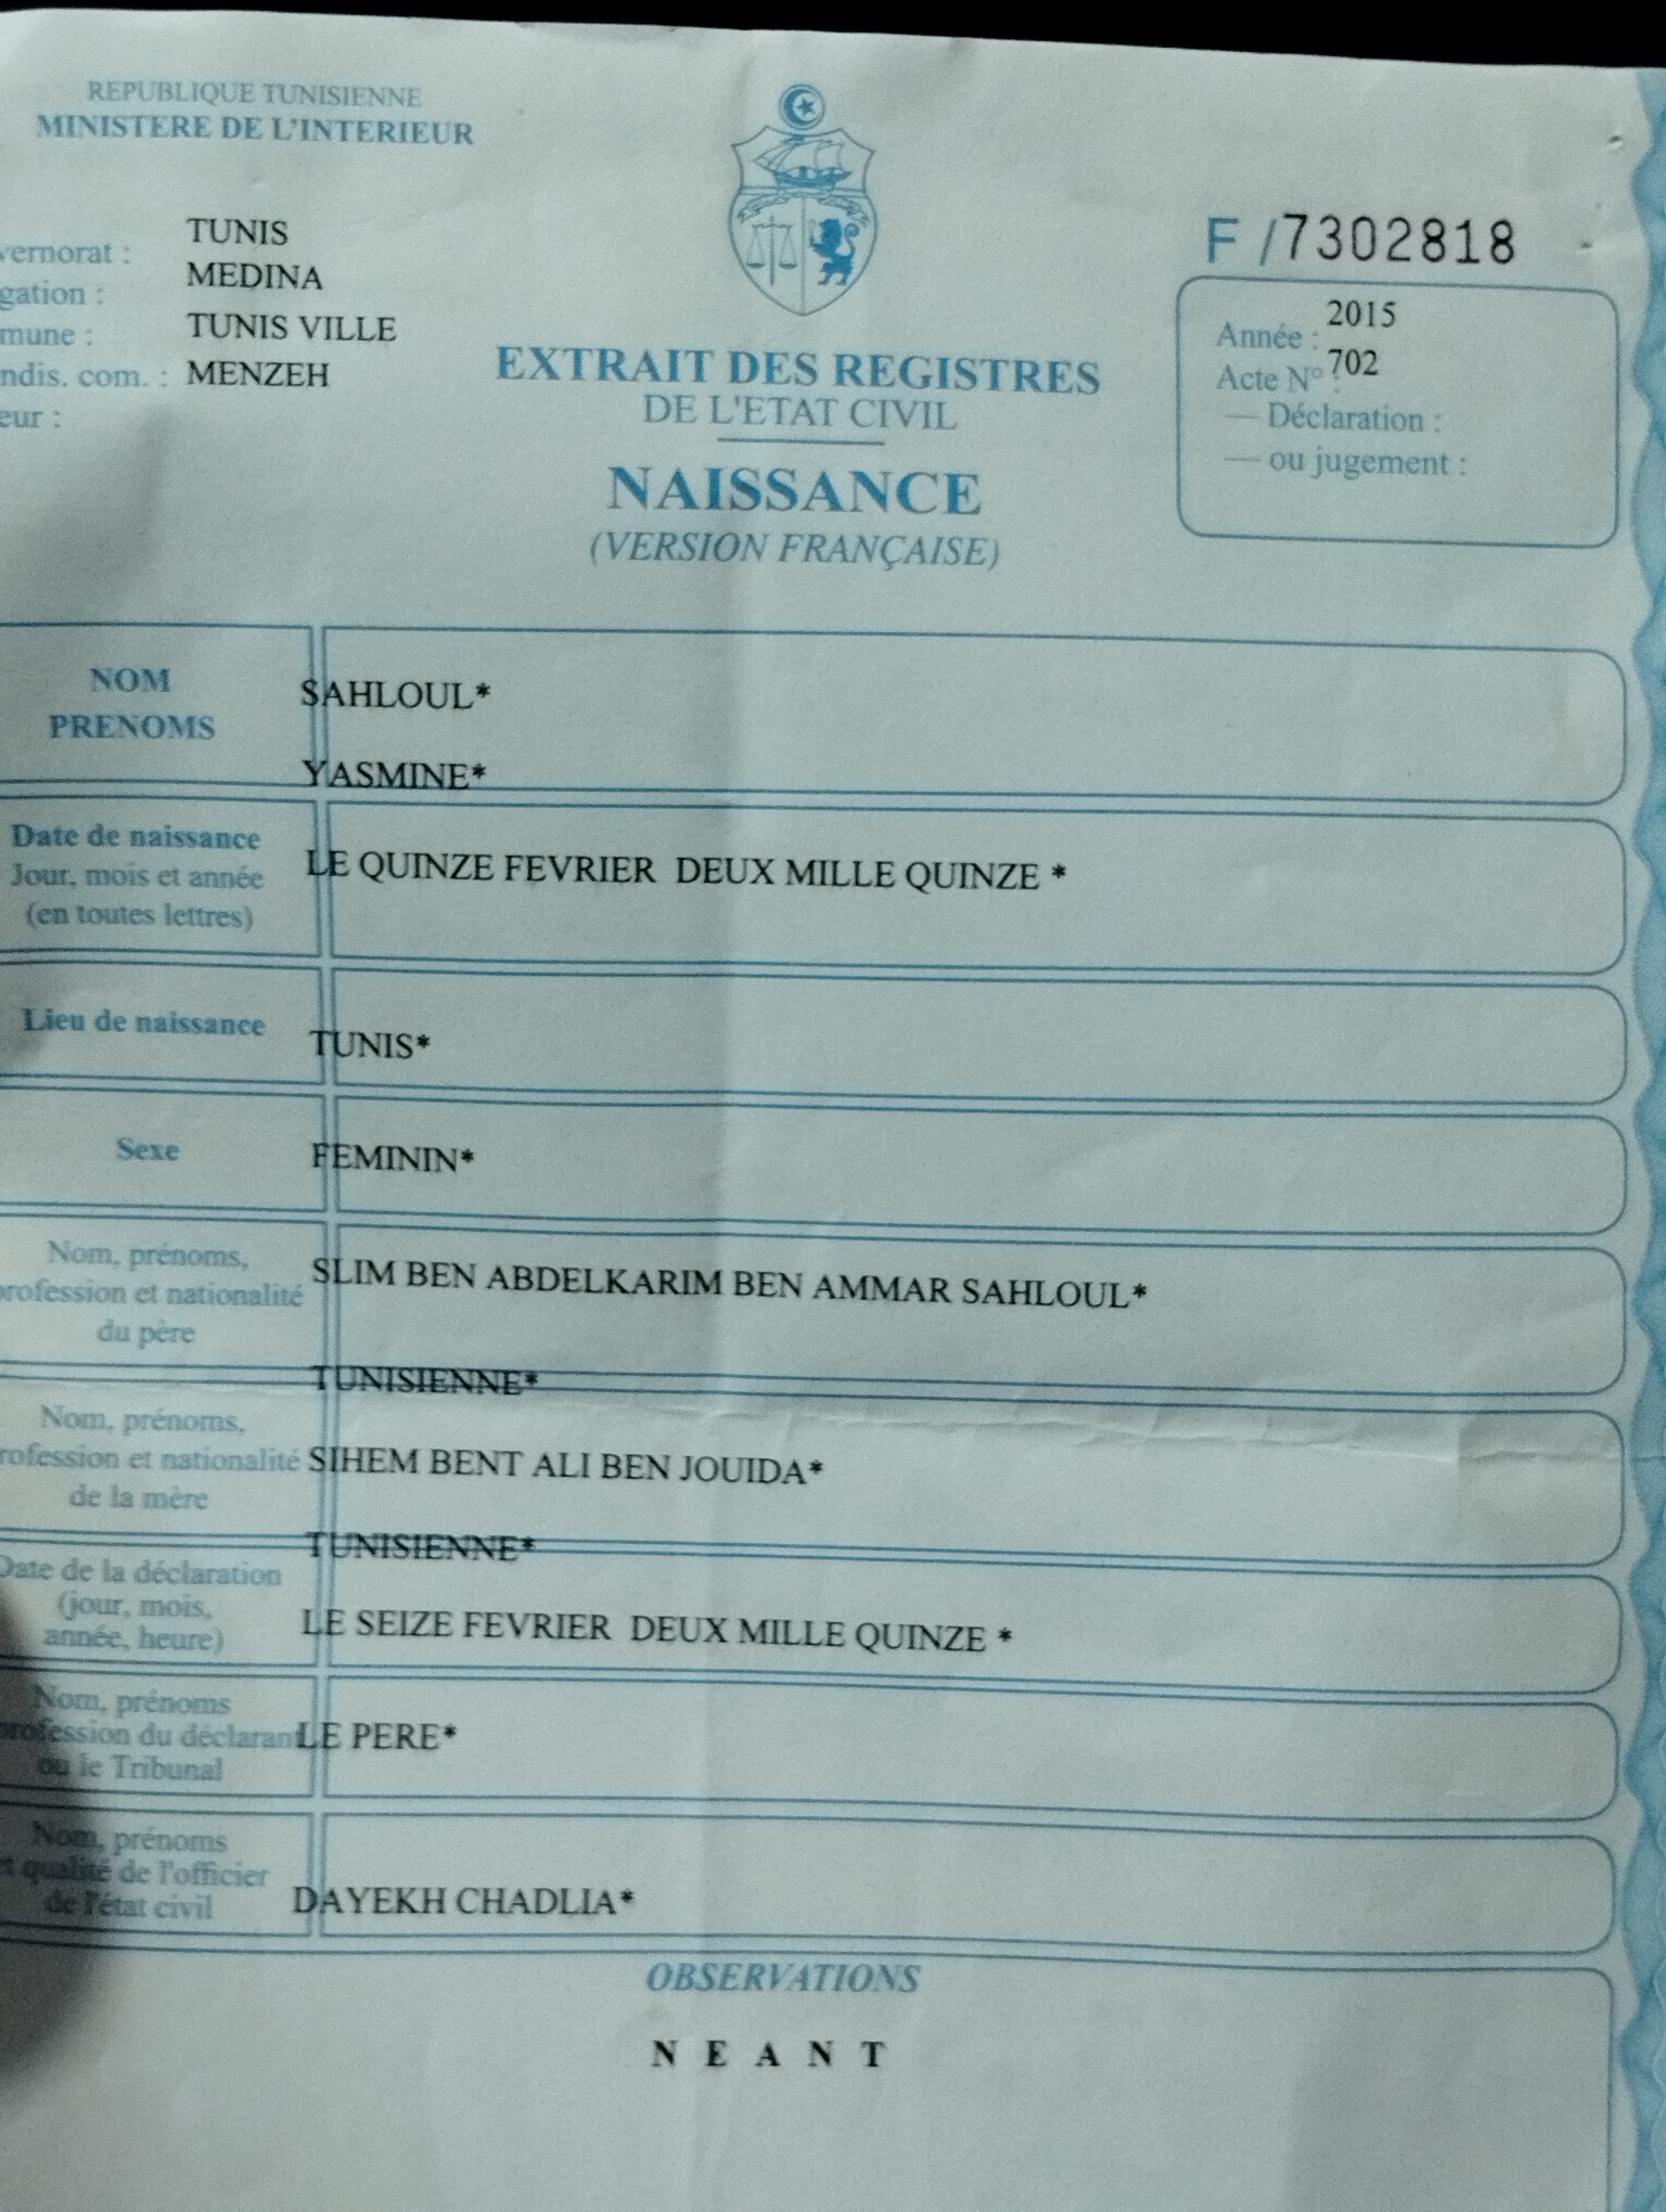 REPUBLIQUE TUNISIENNE
MINISTERE DE L'INTERIEUR
vernorat : TUNIS
gation : MEDINA
mune : TUNIS VILLE
ndis. com. : MENZEH
eur :
F /7302818
Année : 2015
Acte N° : 702
— Déclaration :
— ou jugement :
EXTRAIT DES REGISTRES
DE L'ETAT CIVIL
NAISSANCE
(VERSION FRANÇAISE)
NOM SAHLOUL*
PRENOMS YASMINE*
Date de naissance
Jour, mois et année
(en toutes lettres)
LE QUINZE FEVRIER DEUX MILLE QUINZE *
Lieu de naissance
TUNIS*
Sexe
FEMININ*
Nom, prénoms,
profession et nationalité
du père
SLIM BEN ABDELKARIM BEN AMMAR SAHLOUL*
TUNISIENNE*
Nom, prénoms,
rofession et nationalité
de la mère
SIHEM BENT ALI BEN JOUIDA*
TUNISIENNE*
Date de la déclaration
(jour, mois,
année, heure)
LE SEIZE FEVRIER DEUX MILLE QUINZE *
Nom, prénoms
profession du déclarant
ou le Tribunal
LE PERE*
Nom, prénoms
et qualité de l'officier
de l'état civil
DAYEKH CHADLIA*
OBSERVATIONS
N E A N T